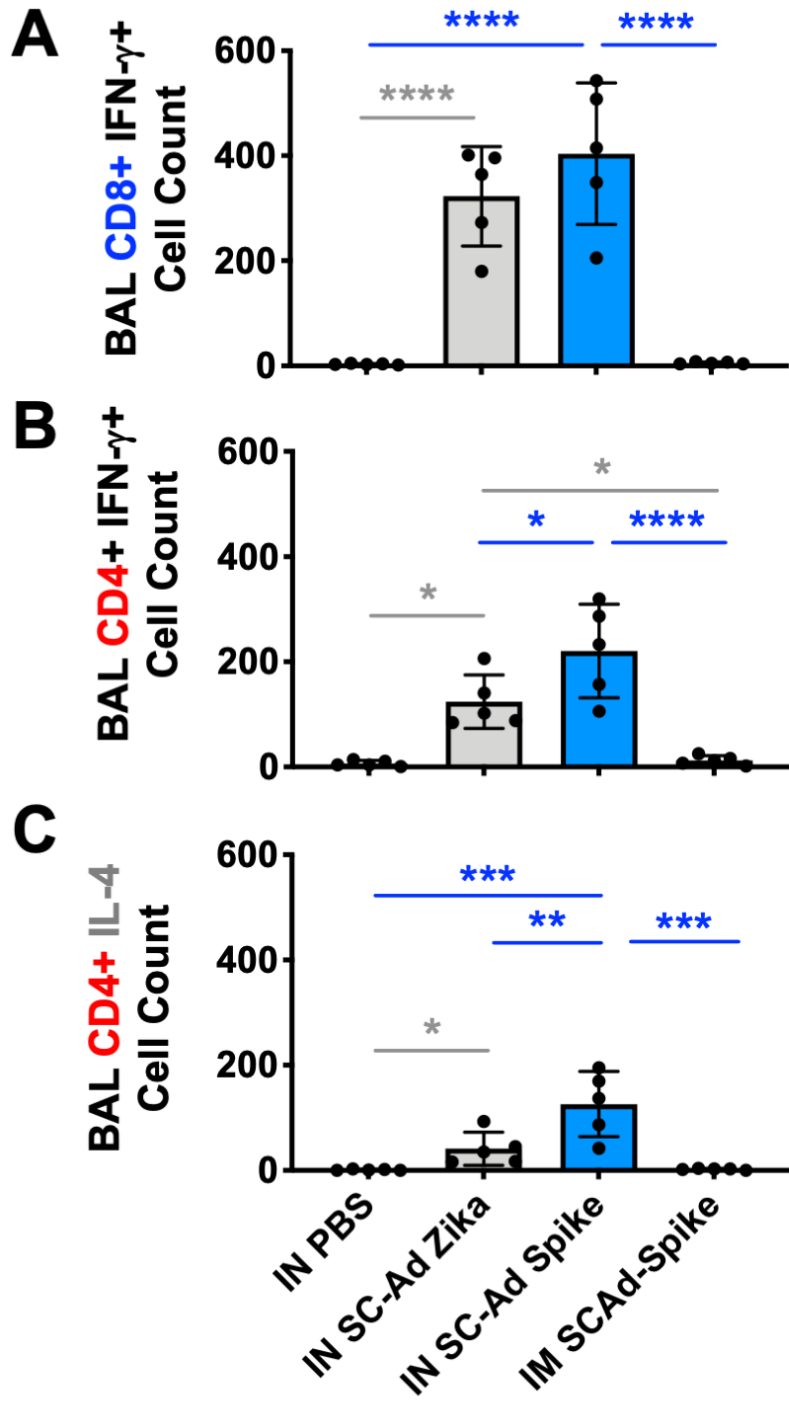 A
BAL CD8+ IFN-γ+
Cell Count
600
400
200
0
****
****
****
B
BAL CD4+ IFN-γ+
Cell Count
600
400
200
0
*
*
****
*
C
BAL CD4+ IL-4
Cell Count
600
400
200
0
***
**
***
*
IN PBS
IN SC-Ad Zika
IN SC-Ad Spike
IM SCAd-Spike